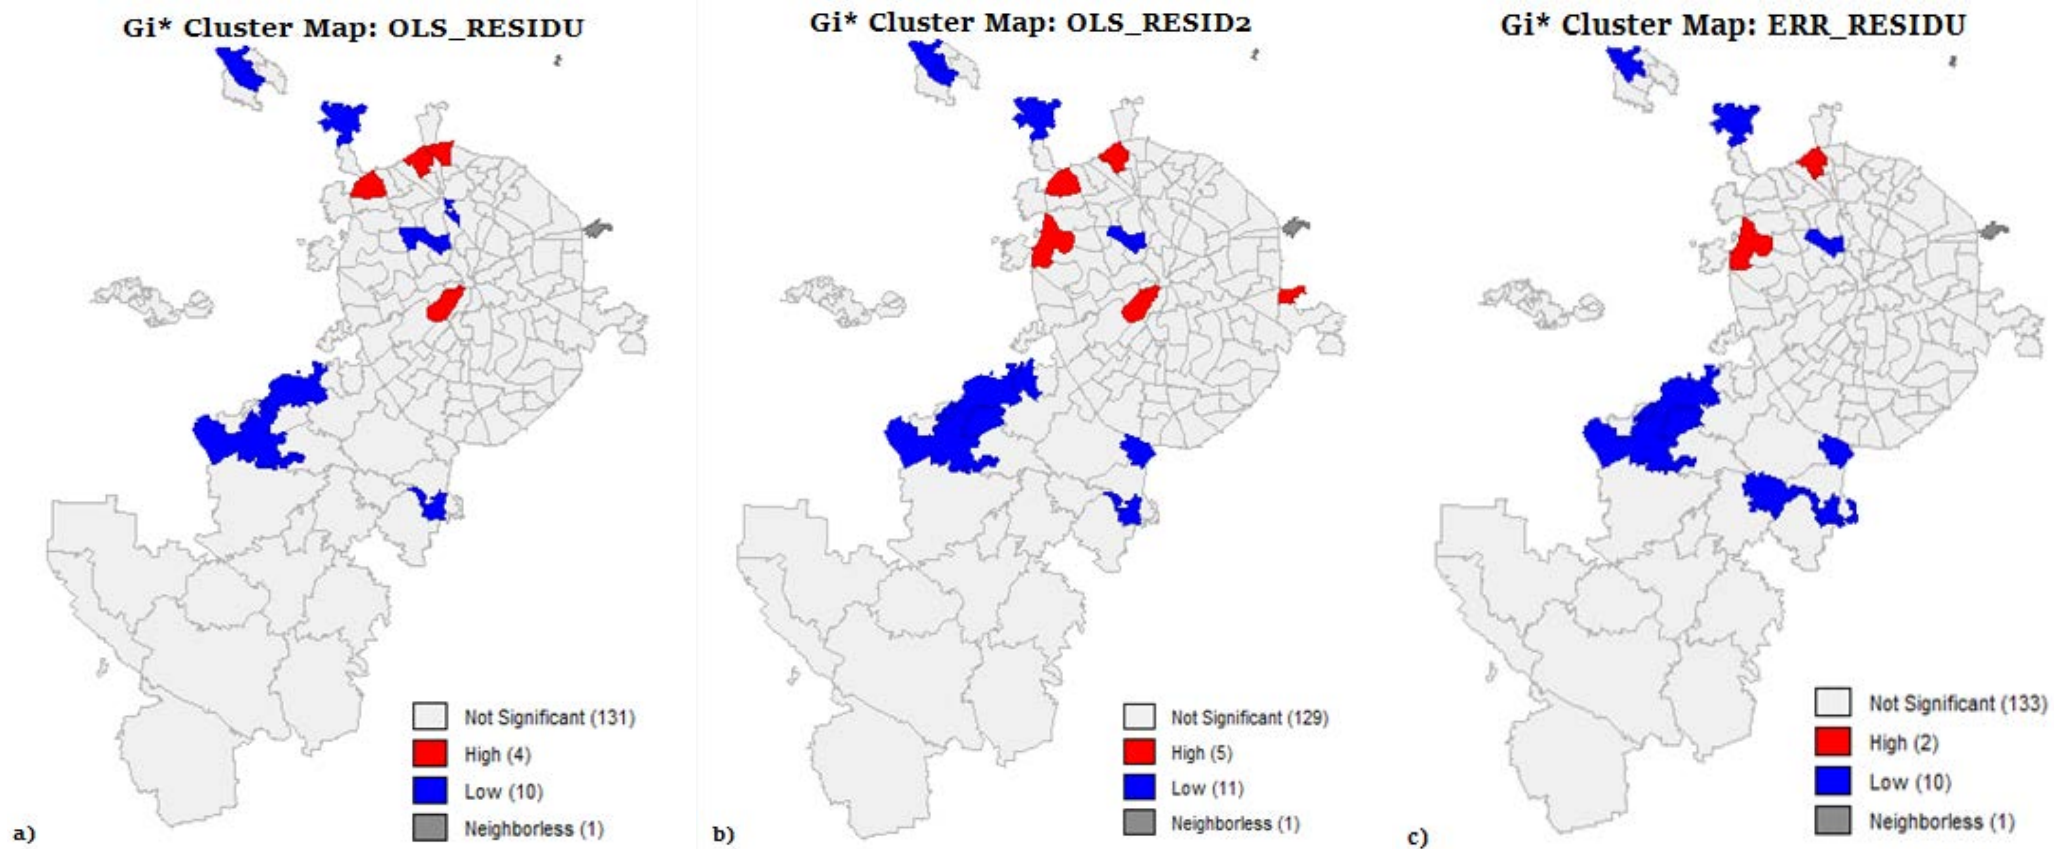 Gi* Cluster Map: OLS_RESIDU
Not Significant (131)
High (4)
Low (10)
Neighborless (1)
a)
Gi* Cluster Map: OLS_RESID2
Not Significant (129)
High (5)
Low (11)
Neighborless (1)
b)
Gi* Cluster Map: ERR_RESIDU
Not Significant (133)
High (2)
Low (10)
Neighborless (1)
c)